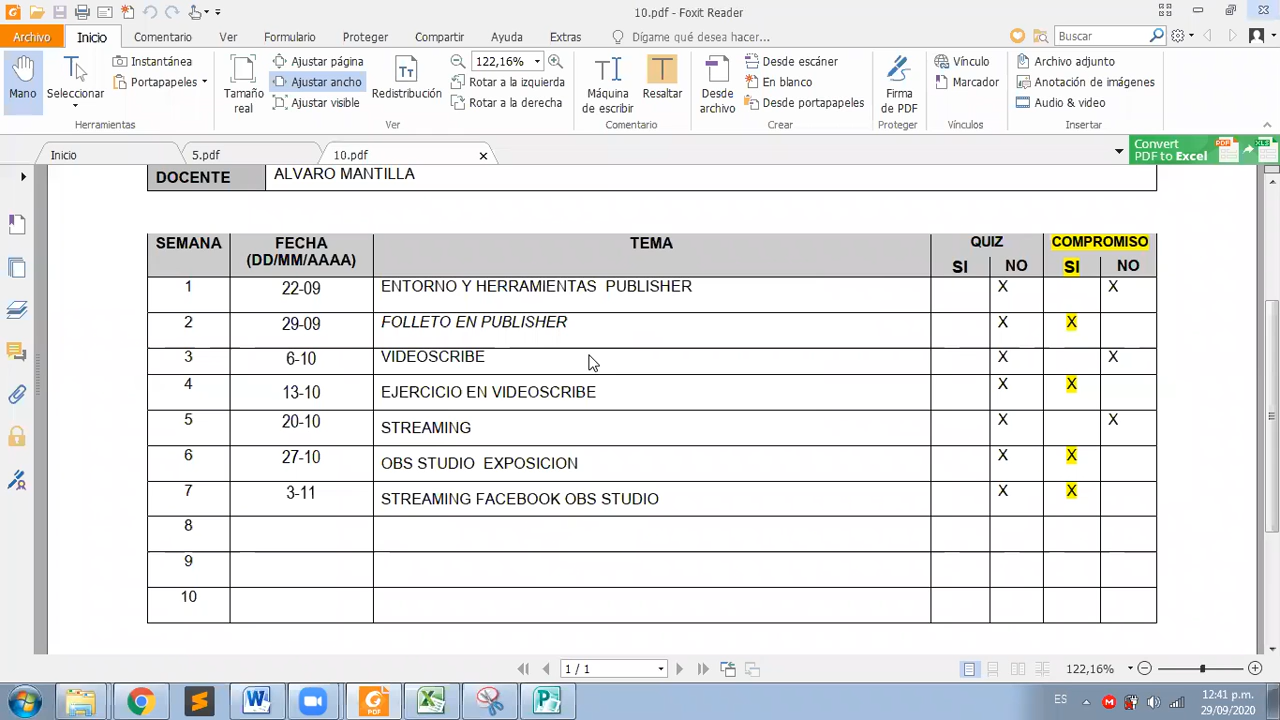 10.pdf - Foxit Reader
Archivo Inicio Comentario Ver Formulario Proteger Compartir Ayuda Extras Dígame qué desea hacer... Buscar
Mano
Seleccionar
Instantánea
Portapapeles
Herramientas
Tamaño real
Ajustar página
Ajustar ancho
Ajustar visible
Redistribución
122,16%
Rotar a la izquierda
Rotar a la derecha
Ver
Máquina de escribir
Resaltar
Comentario
Desde archivo
Desde escáner
En blanco
Desde portapapeles
Crear
Firma de PDF
Proteger
Vínculo
Marcador
Vínculos
Archivo adjunto
Anotación de imágenes
Audio & video
Insertar
Inicio 5.pdf 10.pdf
Convert
PDF to Excel
DOCENTE ALVARO MANTILLA
SEMANA FECHA (DD/MM/AAAA) TEMA QUIZ COMPROMISO
SI NO SI NO
1 22-09 ENTORNO Y HERRAMIENTAS PUBLISHER X X
2 29-09 FOLLETO EN PUBLISHER X X
3 6-10 VIDEOSCRIBE X X
4 13-10 EJERCICIO EN VIDEOSCRIBE X X
5 20-10 STREAMING X X
6 27-10 OBS STUDIO EXPOSICION X X
7 3-11 STREAMING FACEBOOK OBS STUDIO X X
8
9
10
1 / 1 122,16%
ES 12:41 p.m.
29/09/2020